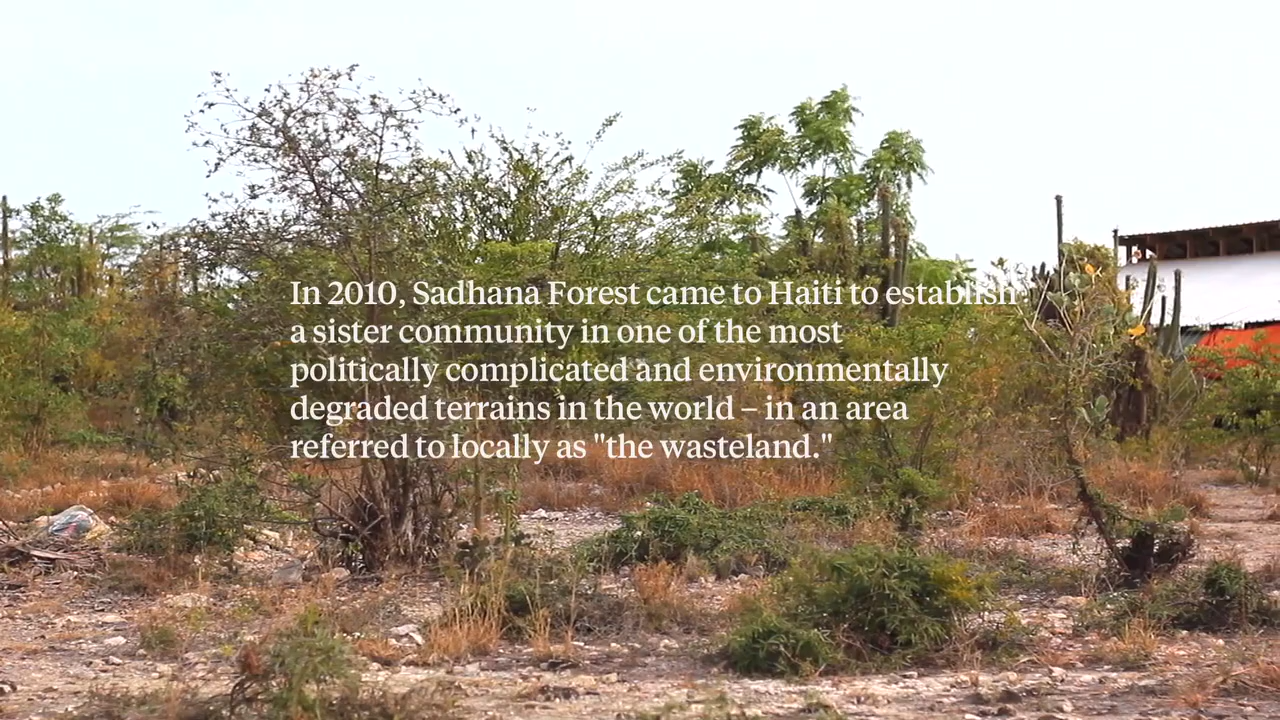 In 2010, Sadhana Forest came to Haiti to establish
a sister community in one of the most
politically complicated and environmentally
degraded terrains in the world – in an area
referred to locally as "the wasteland."